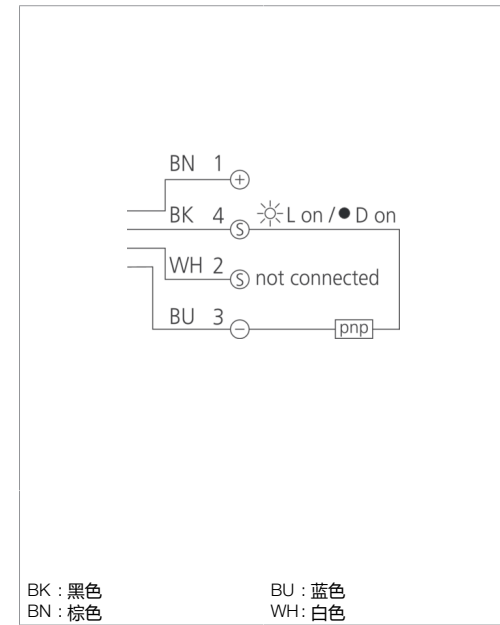 BN 1 +
BK 4 S L on / ● D on
WH 2 S not connected
BU 3 − pnp
BK : 黑色 BU : 蓝色
BN : 棕色 WH : 白色